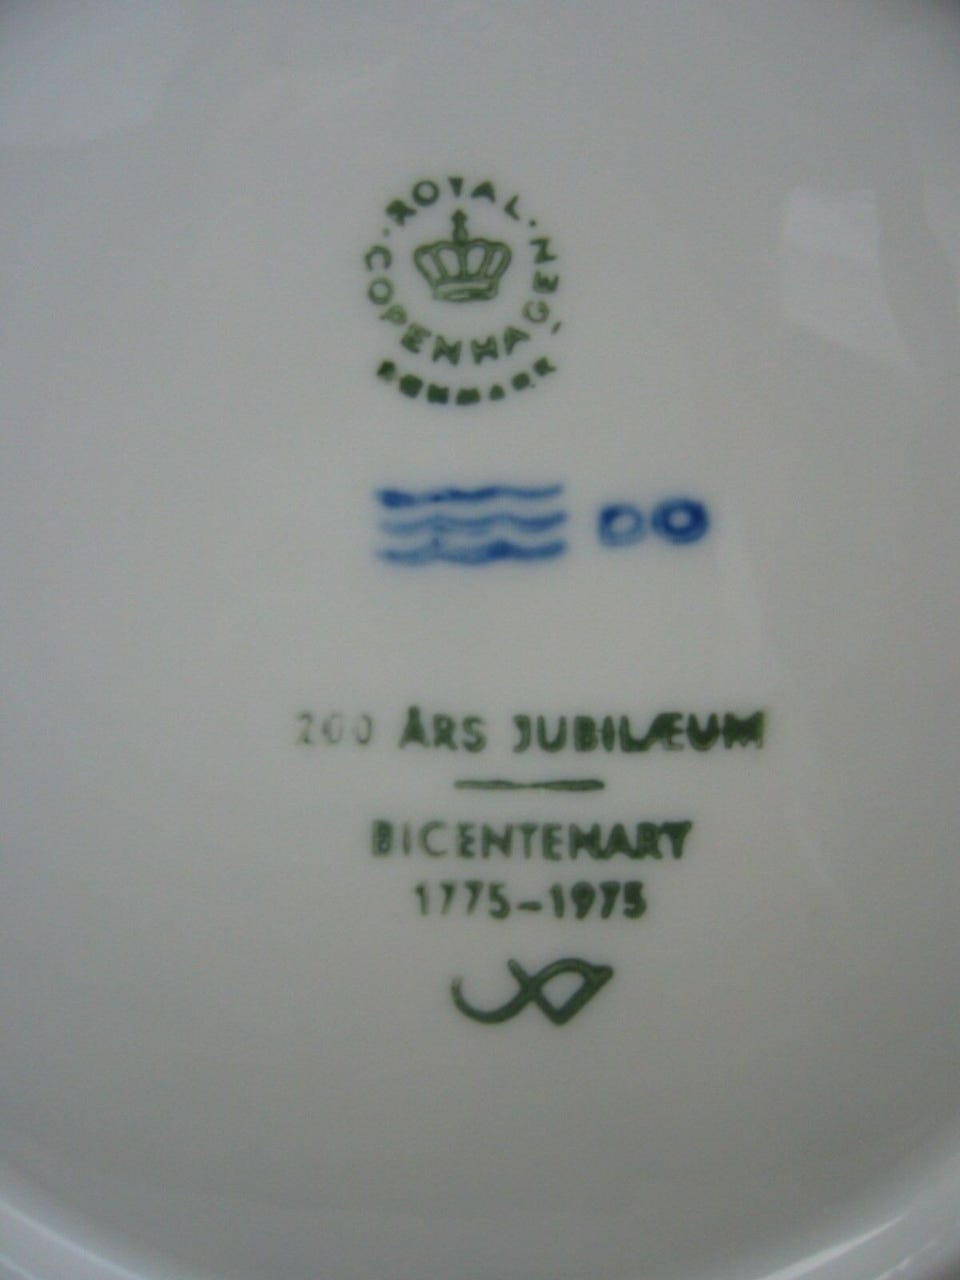 ROYAL
COPENHAGEN
DENMARK
200 ÅRS JUBILÆUM
BICENTENARY
1775-1975